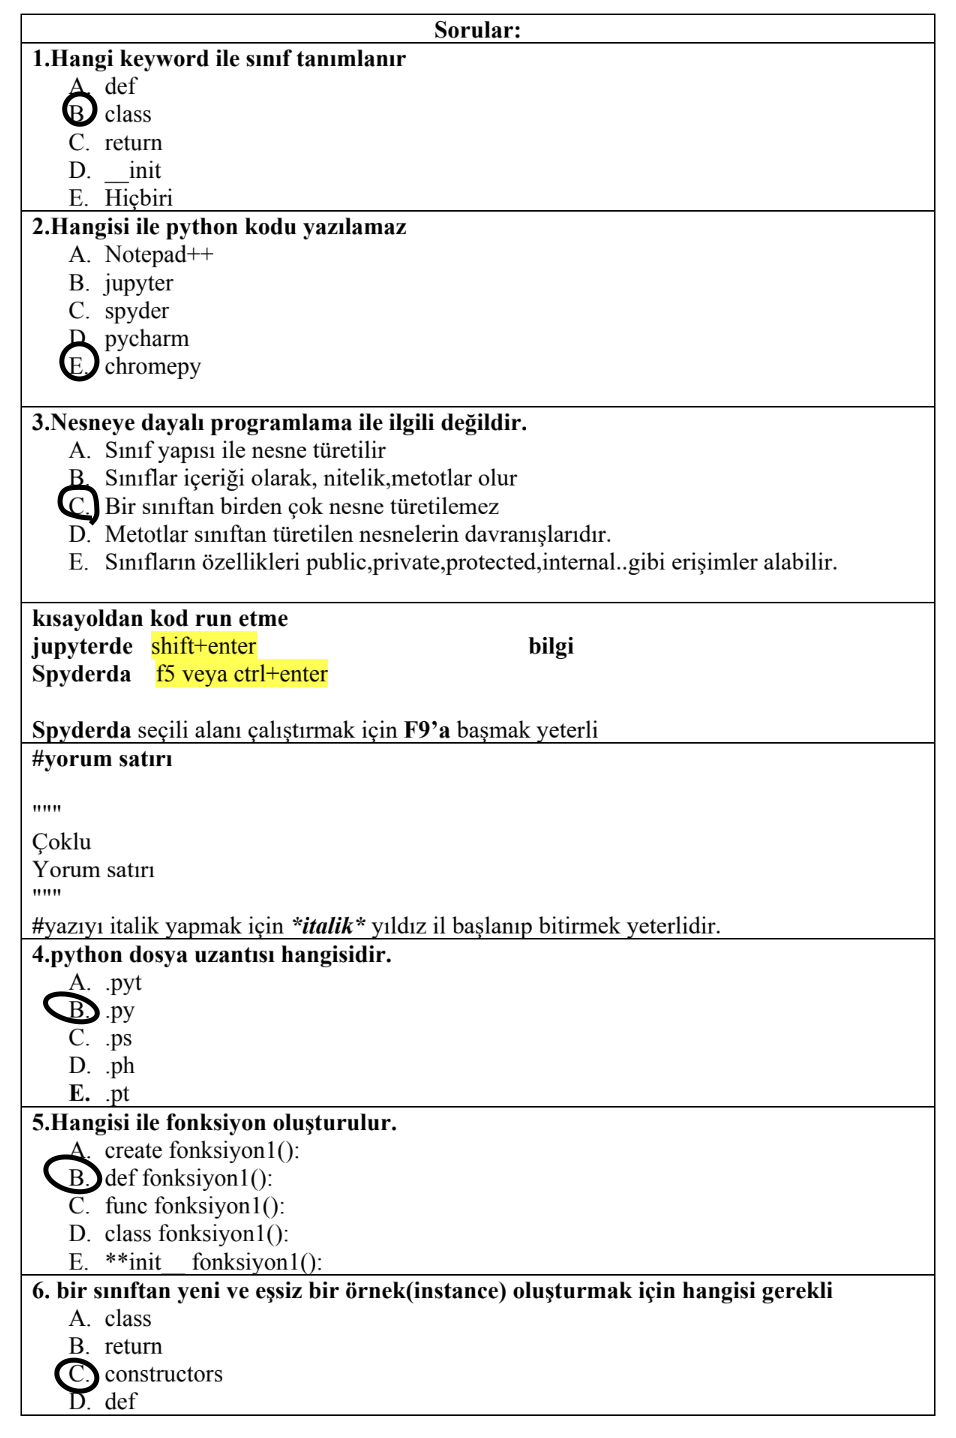 Sorular:
1.Hangi keyword ile sınıf tanımlanır
A. def
B. class
C. return
D. __init
E. Hiçbiri
2.Hangisi ile python kodu yazılamaz
A. Notepad++
B. jupyter
C. spyder
D. pycharm
E. chromepy
3.Nesneye dayalı programlama ile ilgili değildir.
A. Sınıf yapısı ile nesne türetilir
B. Sınıflar içeriği olarak, nitelik,metotlar olur
C. Bir sınıftan birden çok nesne türetilemez
D. Metotlar sınıftan türetilen nesnelerin davranışlarıdır.
E. Sınıfların özellikleri public,private,protected,internal..gibi erişimler alabilir.
kısayoldan kod run etme
jupyterde shift+enter bilgi
Spyderda f5 veya ctrl+enter
Spyderda seçili alanı çalıştırmak için F9’a başmak yeterli
#yorum satırı
"""
Çoklu
Yorum satırı
"""
#yazıyı italik yapmak için *italik* yıldız il başlanıp bitirmek yeterlidir.
4.python dosya uzantısı hangisidir.
A. .pyt
B. .py
C. .ps
D. .ph
E. .pt
5.Hangisi ile fonksiyon oluşturulur.
A. create fonksiyon1():
B. def fonksiyon1():
C. func fonksiyon1():
D. class fonksiyon1():
E. **init__ fonksiyon1():
6. bir sınıftan yeni ve eşsiz bir örnek(instance) oluşturmak için hangisi gerekli
A. class
B. return
C. constructors
D. def